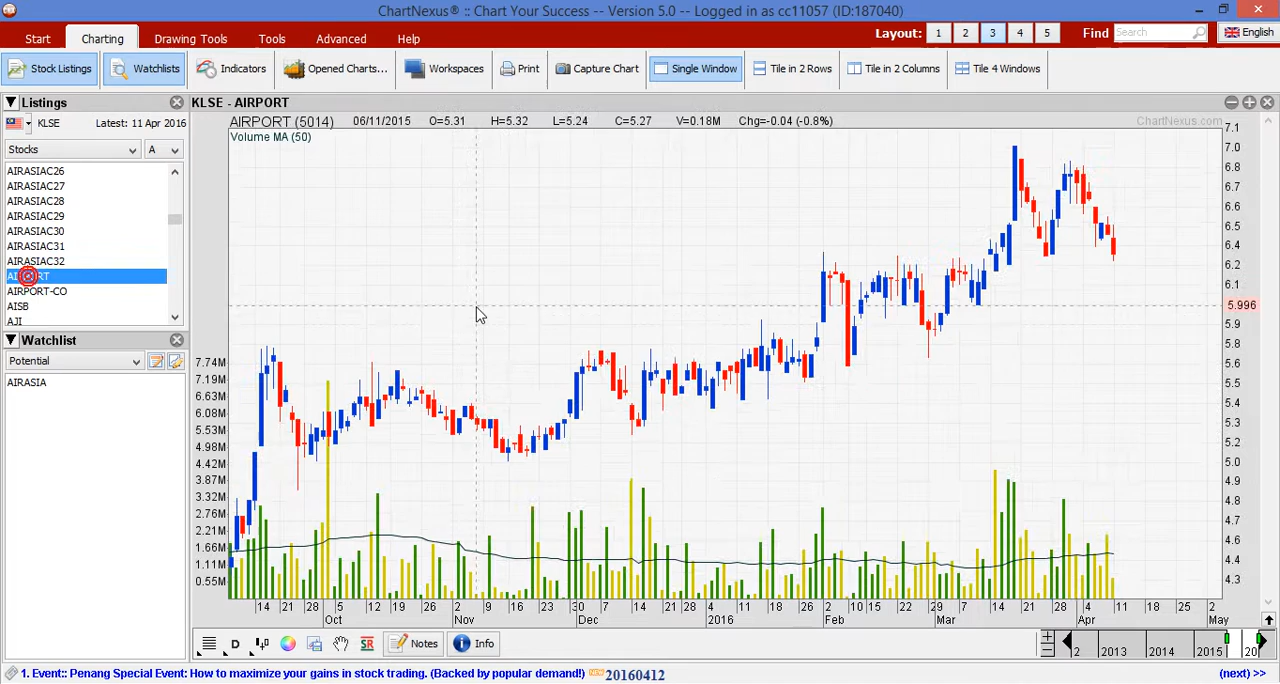 ChartNexus® :: Chart Your Success -- Version 5.0 -- Logged in as cc11057 (ID:187040)
Start Charting Drawing Tools Tools Advanced Help Layout: 1 2 3 4 5 Find Search English
Stock Listings Watchlists Indicators Opened Charts... Workspaces Print Capture Chart Single Window Tile in 2 Rows Tile in 2 Columns Tile 4 Windows
Listings
KLSE Latest: 11 Apr 2016
Stocks A
AIRASIAC26
AIRASIAC27
AIRASIAC28
AIRASIAC29
AIRASIAC30
AIRASIAC31
AIRASIAC32
AIRPORT-CO
AISB
AJI
Watchlist
Potential
AIRASIA
KLSE - AIRPORT
AIRPORT (5014) 06/11/2015 O=5.31 H=5.32 L=5.24 C=5.27 V=0.18M Chg=-0.04 (-0.8%) ChartNexus.com
Volume MA (50)
7.1
7.0
6.8
6.7
6.6
6.5
6.4
6.2
6.1
5.996
5.9
5.8
5.6
5.5
5.4
5.3
5.2
5.0
4.9
4.8
4.7
4.6
4.4
4.3
7.74M
7.19M
6.63M
6.08M
5.53M
4.98M
4.42M
3.87M
3.32M
2.76M
2.21M
1.66M
1.11M
0.55M
14 21 28 5 12 19 26 2 9 16 23 30 7 14 21 28 4 11 18 25 2 10 15 22 29 7 14 21 28 4 11 18 25 2
Oct Nov Dec 2016 Feb Mar Apr May
D SR Notes Info 2 2013 2014 2015 20
1. Event:: Penang Special Event: How to maximize your gains in stock trading. (Backed by popular demand!) NEW 20160412 (next) >>